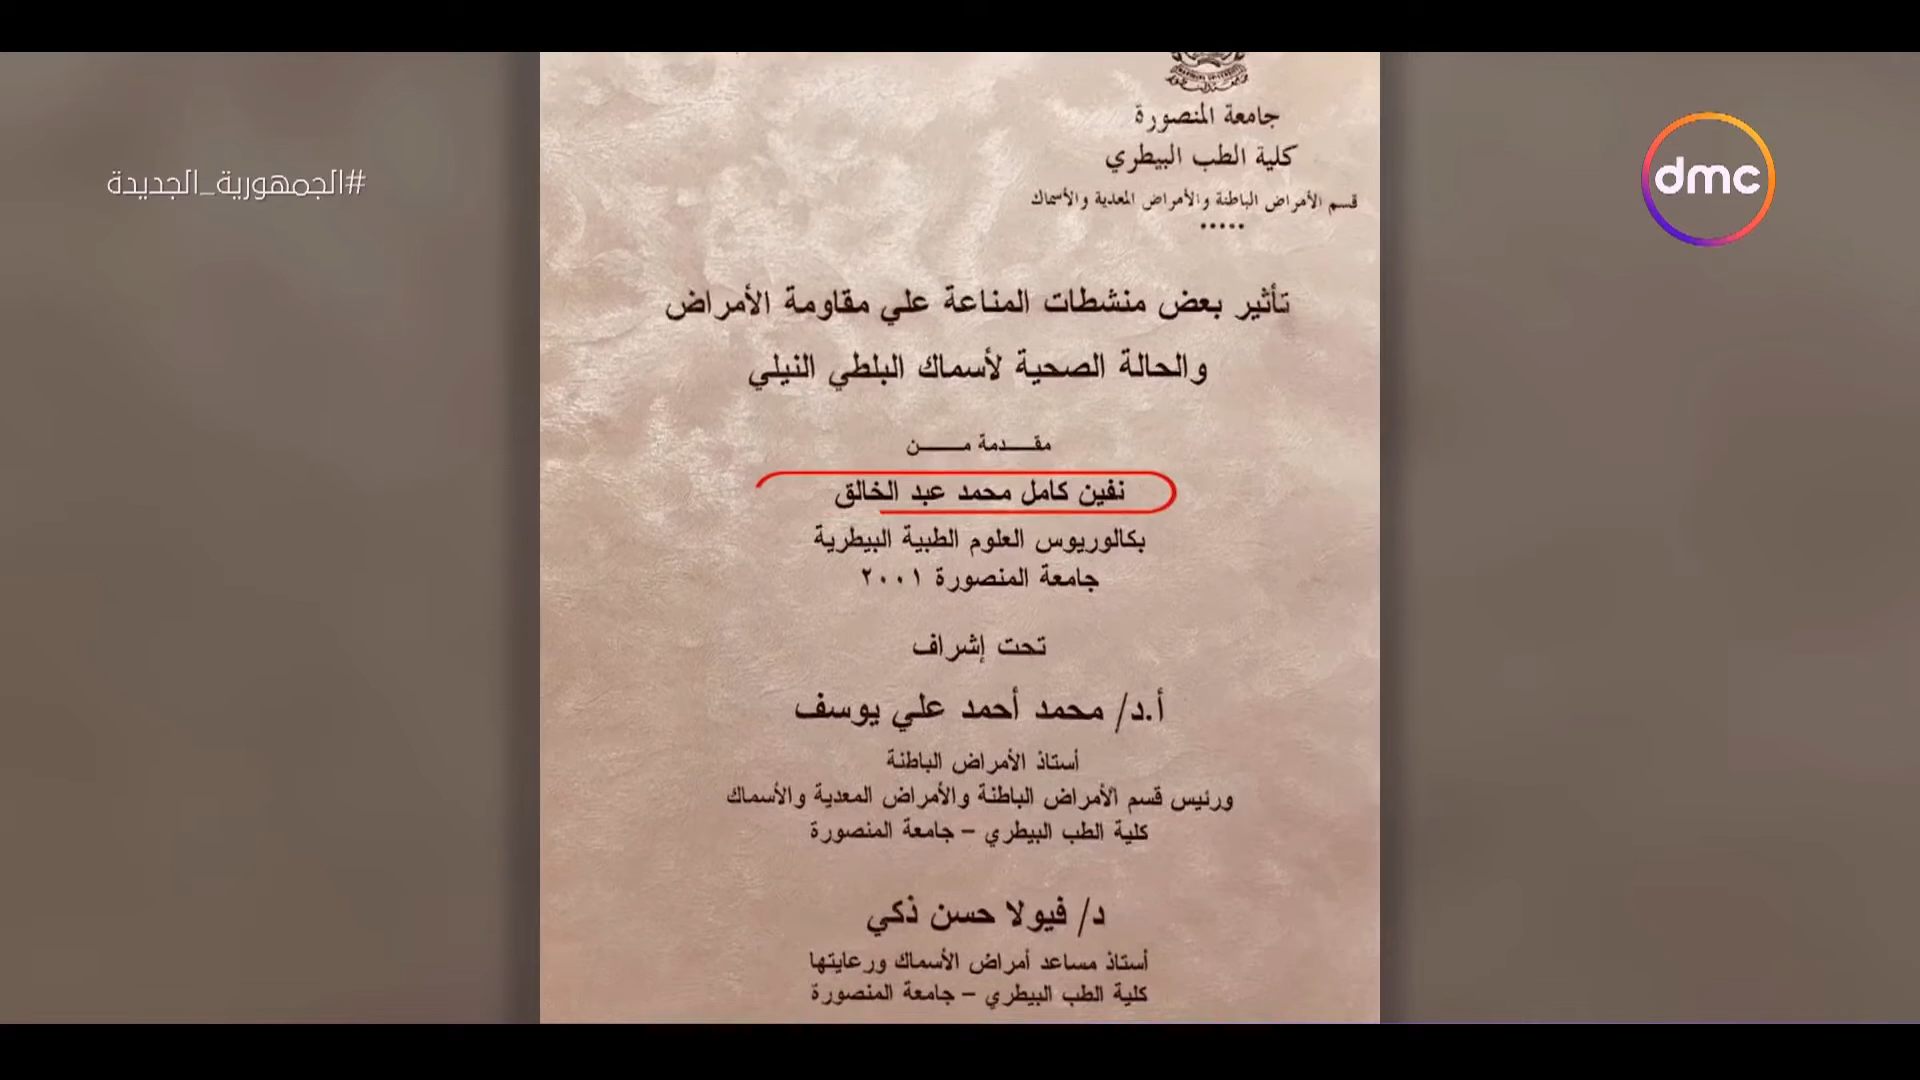 جامعة المنصورة
كلية الطب البيطري
قسم الأمراض الباطنة والأمراض المعدية والأسماك
تأثير بعض منشطات المناعة علي مقاومة الأمراض
والحالة الصحية لأسماك البلطي النيلي
مقدمة من
نفين كامل محمد عبد الخالق
بكالوريوس العلوم الطبية البيطرية
جامعة المنصورة ٢٠٠١
تحت إشراف
أ.د/ محمد أحمد علي يوسف
أستاذ الأمراض الباطنة
ورئيس قسم الأمراض الباطنة والأمراض المعدية والأسماك
كلية الطب البيطري – جامعة المنصورة
د/ فيولا حسن ذكي
أستاذ مساعد أمراض الأسماك ورعايتها
كلية الطب البيطري – جامعة المنصورة
#الجمهورية_الجديدة
dmc